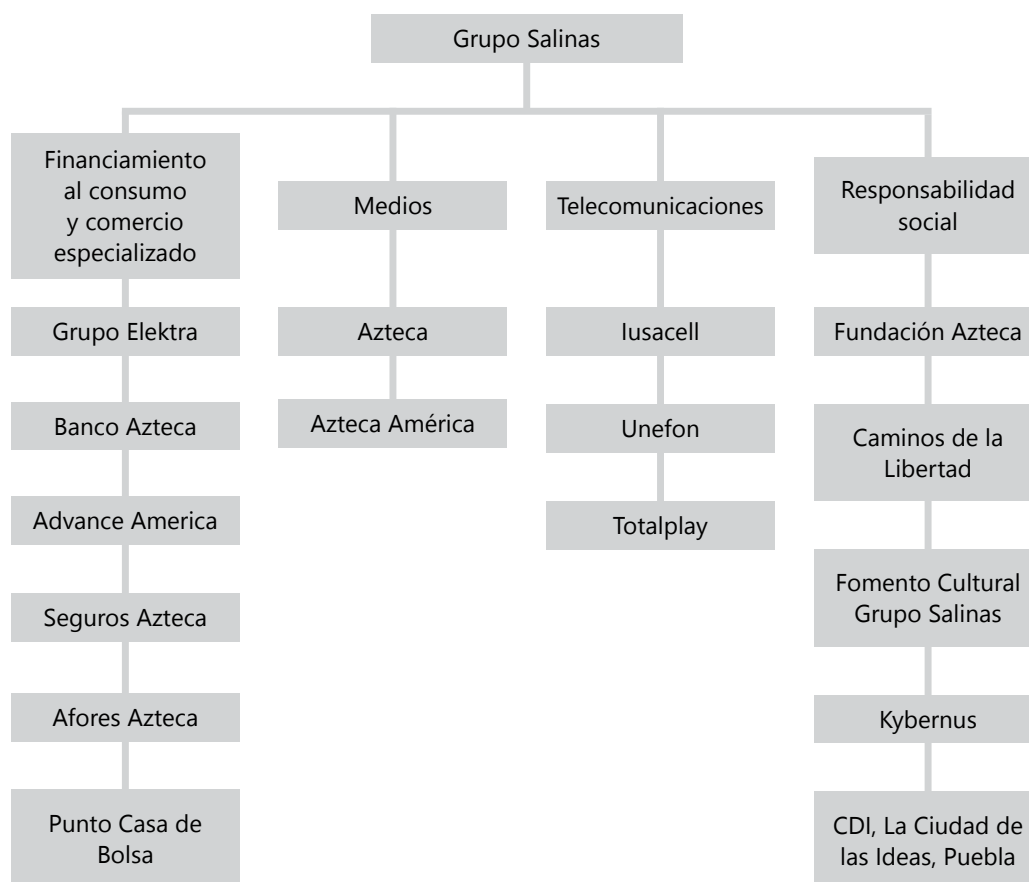 Grupo Salinas
Financiamiento
al consumo
y comercio
especializado
Grupo Elektra
Banco Azteca
Advance America
Seguros Azteca
Afores Azteca
Punto Casa de
Bolsa
Medios
Azteca
Azteca América
Telecomunicaciones
Iusacell
Unefon
Totalplay
Responsabilidad
social
Fundación Azteca
Caminos de la
Libertad
Fomento Cultural
Grupo Salinas
Kybernus
CDI, La Ciudad de
las Ideas, Puebla